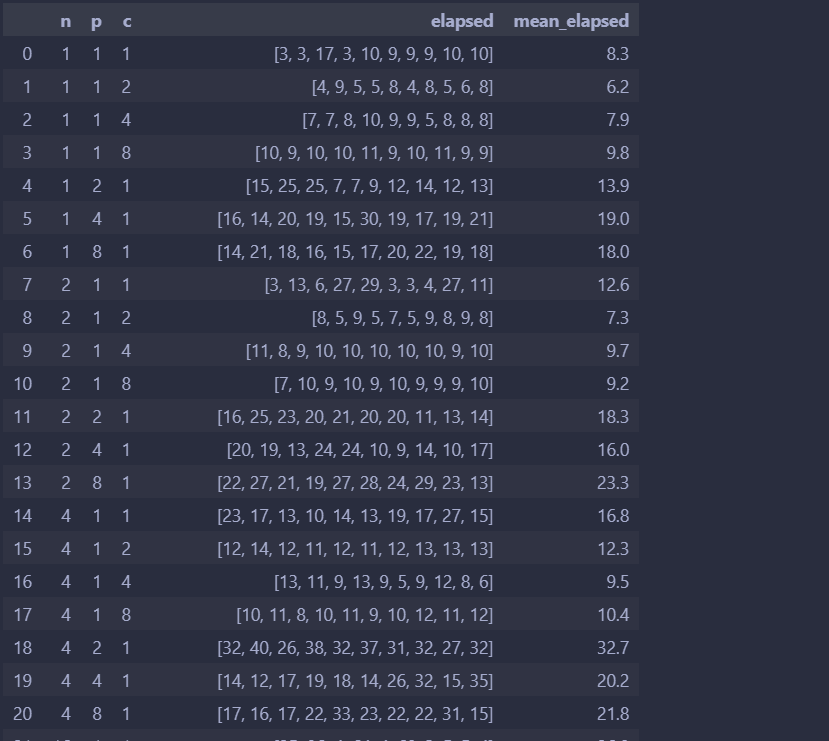 n p c elapsed mean_elapsed
0 1 1 1 [3, 3, 17, 3, 10, 9, 9, 9, 10, 10] 8.3
1 1 1 2 [4, 9, 5, 5, 8, 4, 8, 5, 6, 8] 6.2
2 1 1 4 [7, 7, 8, 10, 9, 9, 5, 8, 8, 8] 7.9
3 1 1 8 [10, 9, 10, 10, 11, 9, 10, 11, 9, 9] 9.8
4 1 2 1 [15, 25, 25, 7, 7, 9, 12, 14, 12, 13] 13.9
5 1 4 1 [16, 14, 20, 19, 15, 30, 19, 17, 19, 21] 19.0
6 1 8 1 [14, 21, 18, 16, 15, 17, 20, 22, 19, 18] 18.0
7 2 1 1 [3, 13, 6, 27, 29, 3, 3, 4, 27, 11] 12.6
8 2 1 2 [8, 5, 9, 5, 7, 5, 9, 8, 9, 8] 7.3
9 2 1 4 [11, 8, 9, 10, 10, 10, 10, 10, 9, 10] 9.7
10 2 1 8 [7, 10, 9, 10, 9, 10, 9, 9, 9, 10] 9.2
11 2 2 1 [16, 25, 23, 20, 21, 20, 20, 11, 13, 14] 18.3
12 2 4 1 [20, 19, 13, 24, 24, 10, 9, 14, 10, 17] 16.0
13 2 8 1 [22, 27, 21, 19, 27, 28, 24, 29, 23, 13] 23.3
14 4 1 1 [23, 17, 13, 10, 14, 13, 19, 17, 27, 15] 16.8
15 4 1 2 [12, 14, 12, 11, 12, 11, 12, 13, 13, 13] 12.3
16 4 1 4 [13, 11, 9, 13, 9, 5, 9, 12, 8, 6] 9.5
17 4 1 8 [10, 11, 8, 10, 11, 9, 10, 12, 11, 12] 10.4
18 4 2 1 [32, 40, 26, 38, 32, 37, 31, 32, 27, 32] 32.7
19 4 4 1 [14, 12, 17, 19, 18, 14, 26, 32, 15, 35] 20.2
20 4 8 1 [17, 16, 17, 22, 33, 23, 22, 22, 31, 15] 21.8